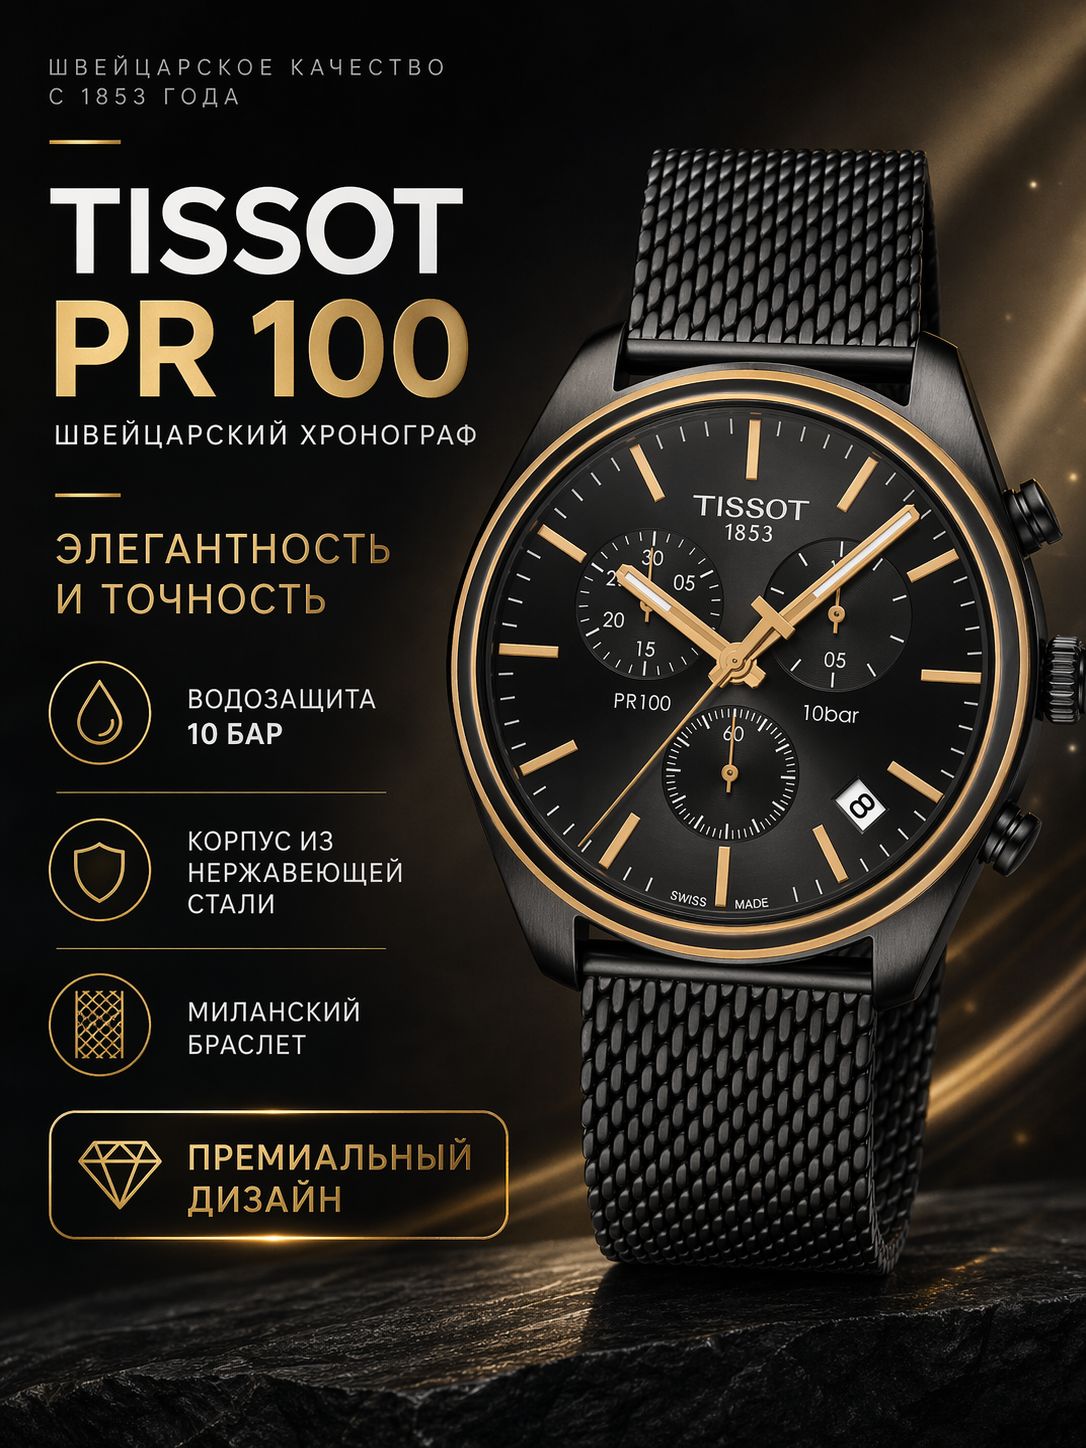 ШВЕЙЦАРСКОЕ КАЧЕСТВО
С 1853 ГОДА
TISSOT
PR 100
ШВЕЙЦАРСКИЙ ХРОНОГРАФ
ЭЛЕГАНТНОСТЬ
И ТОЧНОСТЬ
ВОДОЗАЩИТА
10 БАР
КОРПУС ИЗ
НЕРЖАВЕЮЩЕЙ
СТАЛИ
МИЛАНСКИЙ
БРАСЛЕТ
ПРЕМИАЛЬНЫЙ
ДИЗАЙН
TISSOT
1853
30
05
20
15
05
PR100
10bar
60
8
SWISS MADE